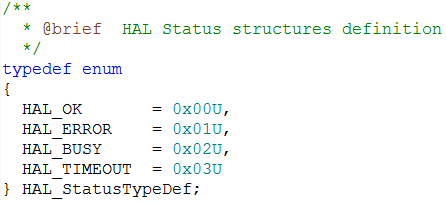 /**
  * @brief  HAL Status structures definition
  */
typedef enum
{
  HAL_OK       = 0x00U,
  HAL_ERROR    = 0x01U,
  HAL_BUSY     = 0x02U,
  HAL_TIMEOUT  = 0x03U
} HAL_StatusTypeDef;